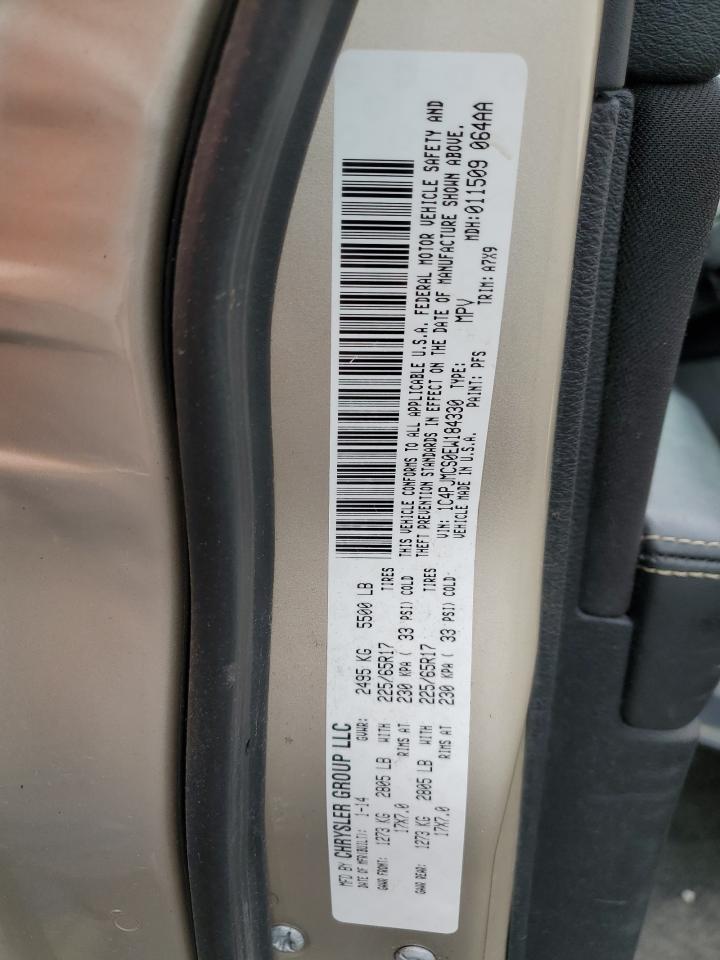 MFD BY CHRYSLER GROUP LLC
DATE OF MFR(BUILT): 1-14 GVWR: 2495 KG 5500 LB
GAWR FRONT: 1273 KG 2805 LB WITH 225/65R17 TIRES
17X7.0 RIMS AT 230 KPA ( 33 PSI) COLD
GAWR REAR: 1273 KG 2805 LB WITH 225/65R17 TIRES
17X7.0 RIMS AT 230 KPA ( 33 PSI) COLD
THIS VEHICLE CONFORMS TO ALL APPLICABLE U.S.A. FEDERAL MOTOR VEHICLE SAFETY AND
THEFT PREVENTION STANDARDS IN EFFECT ON THE DATE OF MANUFACTURE SHOWN ABOVE.
VIN: 1C4PJMCS0EW184330 TYPE: MPV MDH:011509 064AA
VEHICLE MADE IN U.S.A. PAINT: PFS TRIM: A7X9